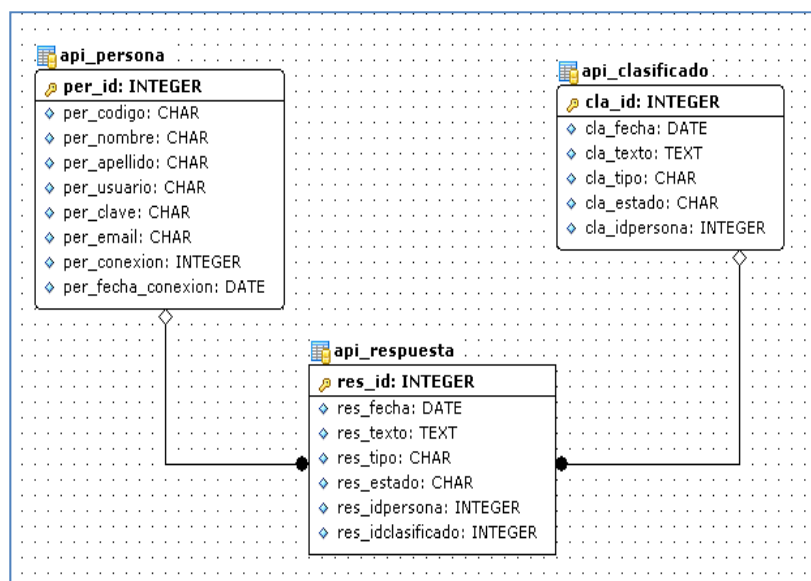 api_persona
per_id: INTEGER
per_codigo: CHAR
per_nombre: CHAR
per_apellido: CHAR
per_usuario: CHAR
per_clave: CHAR
per_email: CHAR
per_conexion: INTEGER
per_fecha_conexion: DATE
api_clasificado
cla_id: INTEGER
cla_fecha: DATE
cla_texto: TEXT
cla_tipo: CHAR
cla_estado: CHAR
cla_idpersona: INTEGER
api_respuesta
res_id: INTEGER
res_fecha: DATE
res_texto: TEXT
res_tipo: CHAR
res_estado: CHAR
res_idpersona: INTEGER
res_idclasificado: INTEGER